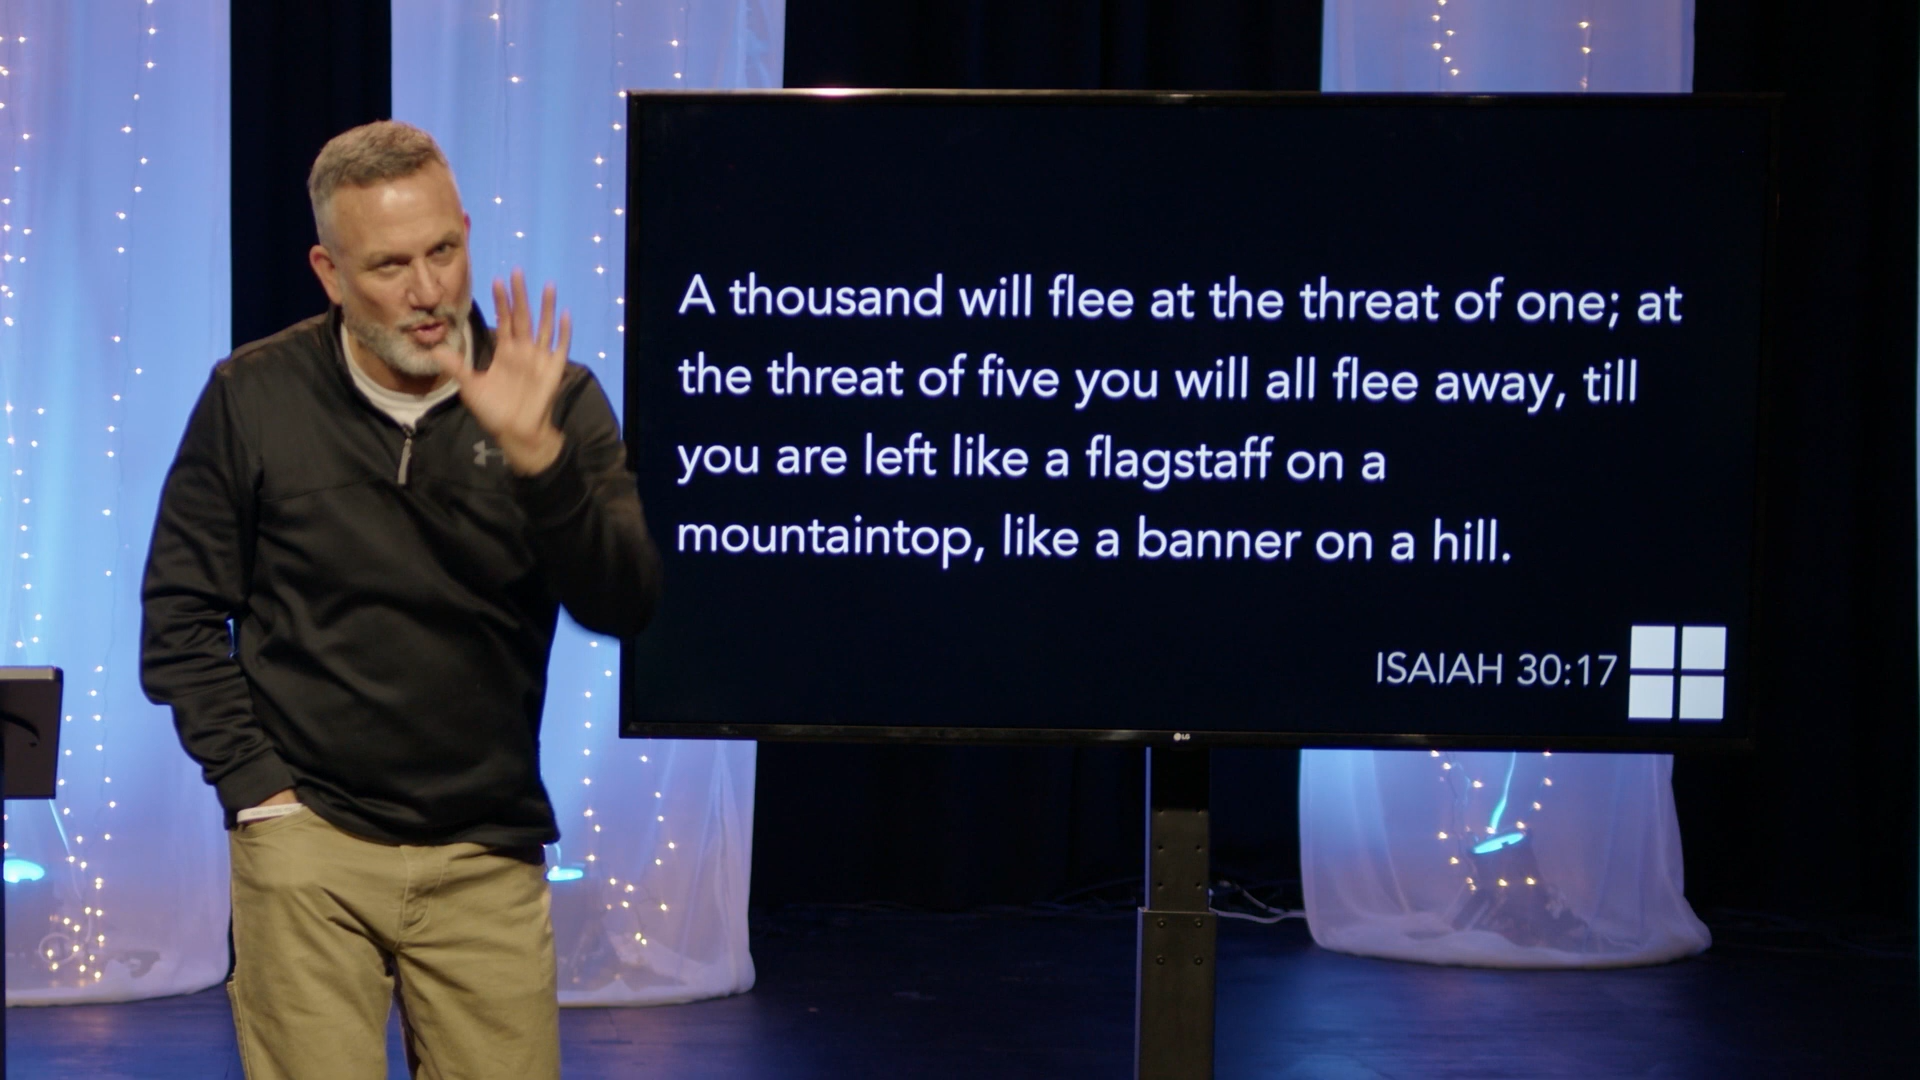 A thousand will flee at the threat of one; at
the threat of five you will all flee away, till
you are left like a flagstaff on a
mountaintop, like a banner on a hill.
ISAIAH 30:17
LG